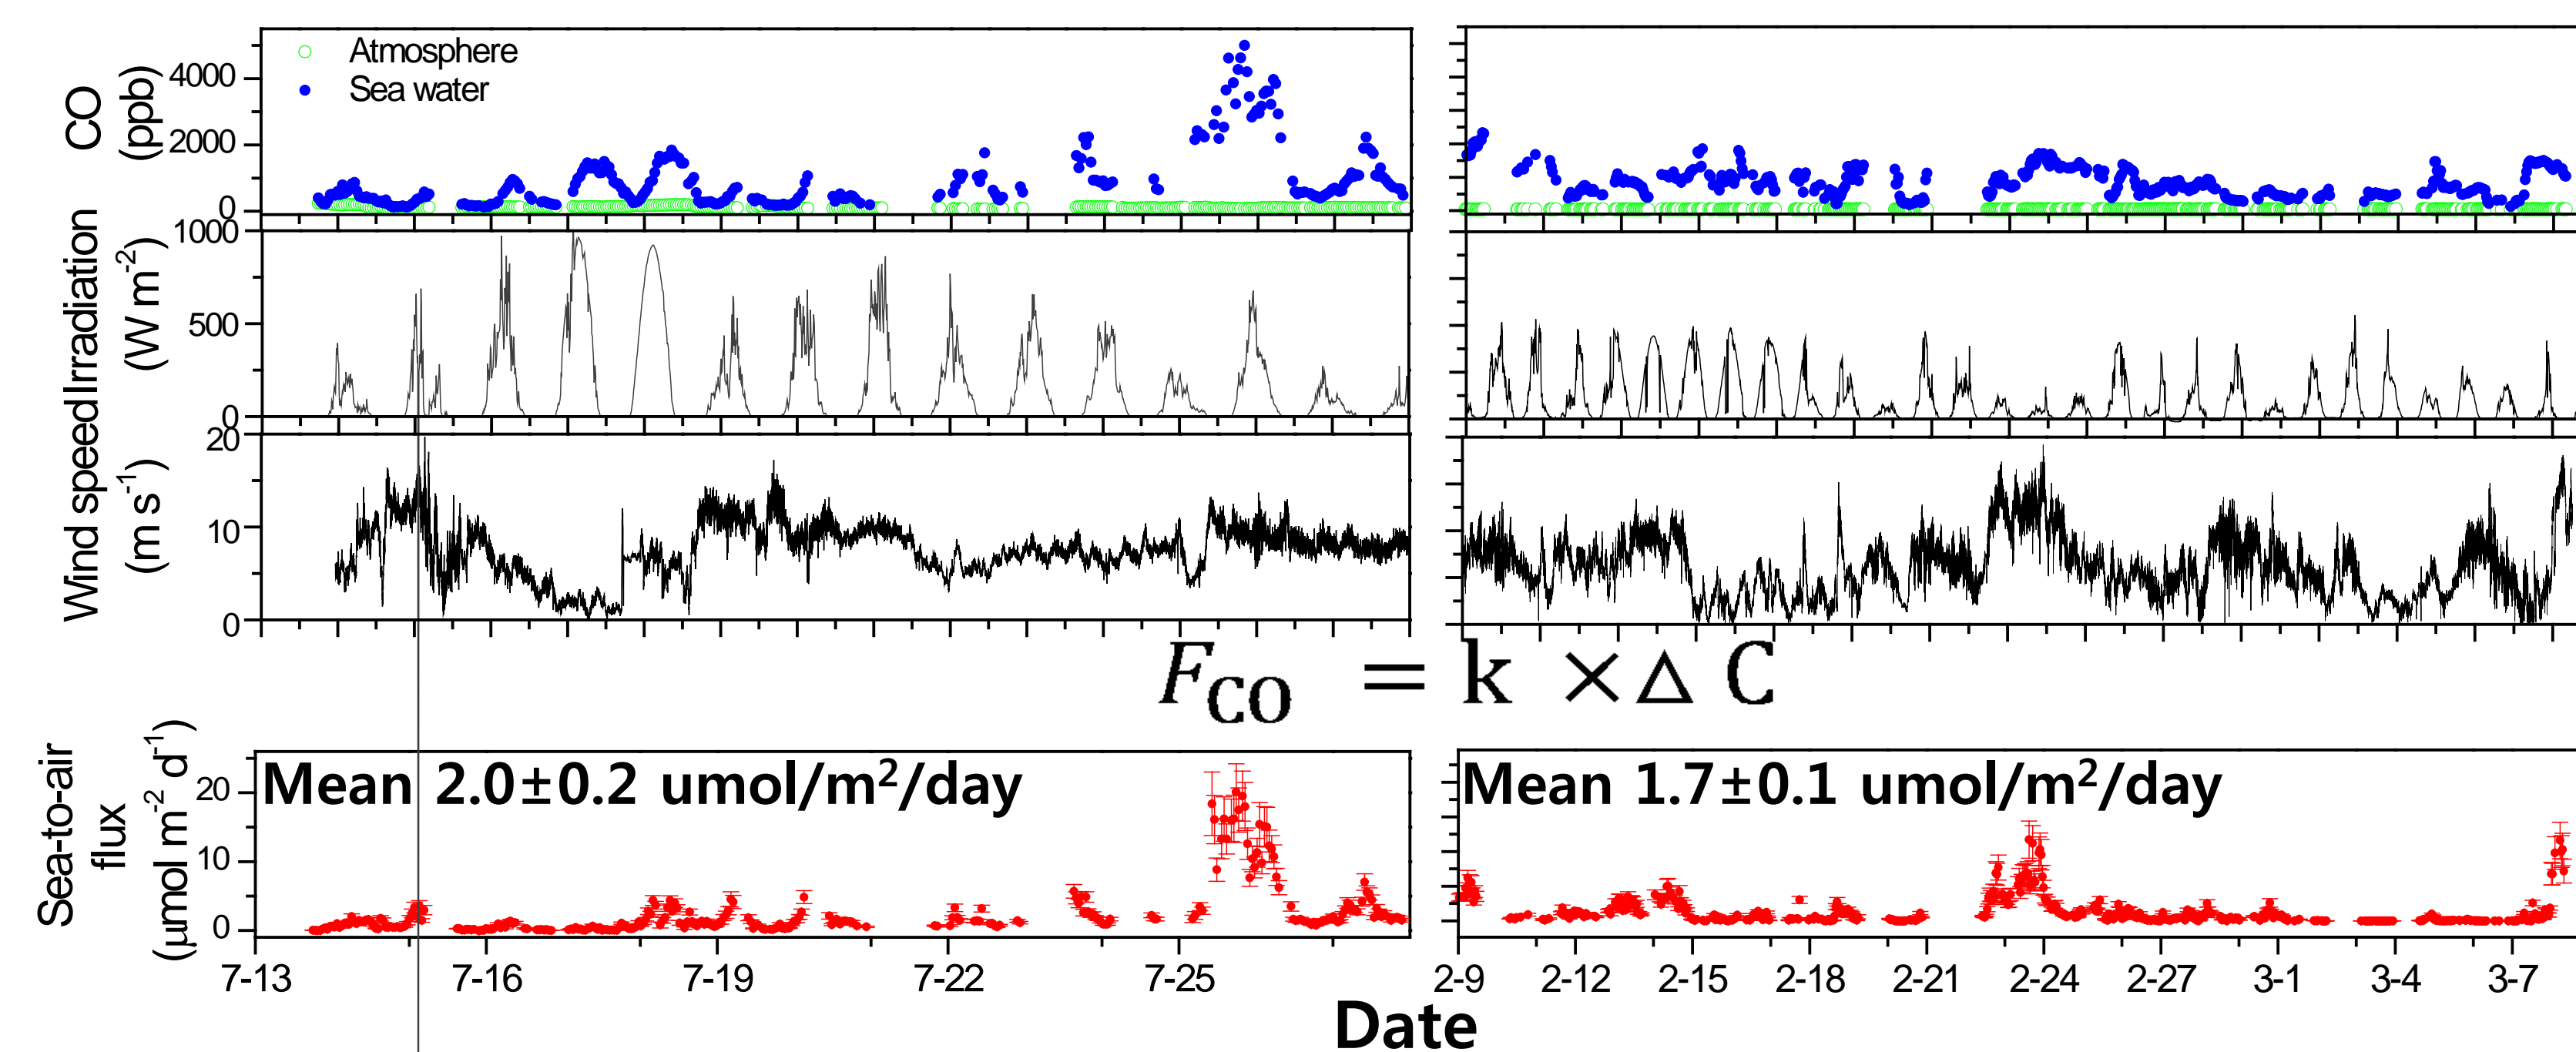 Atmosphere
Sea water
CO
(ppb)
4000
2000
0
Irradiation
(W m-2)
1000
500
0
Wind speed
(m s-1)
20
10
0
F_CO = k × △ C
Sea-to-air
flux
(μmol m-2 d-1)
20
10
0
Mean 2.0±0.2 umol/m2/day
Mean 1.7±0.1 umol/m2/day
7-13 7-16 7-19 7-22 7-25
2-9 2-12 2-15 2-18 2-21 2-24 2-27 3-1 3-4 3-7
Date